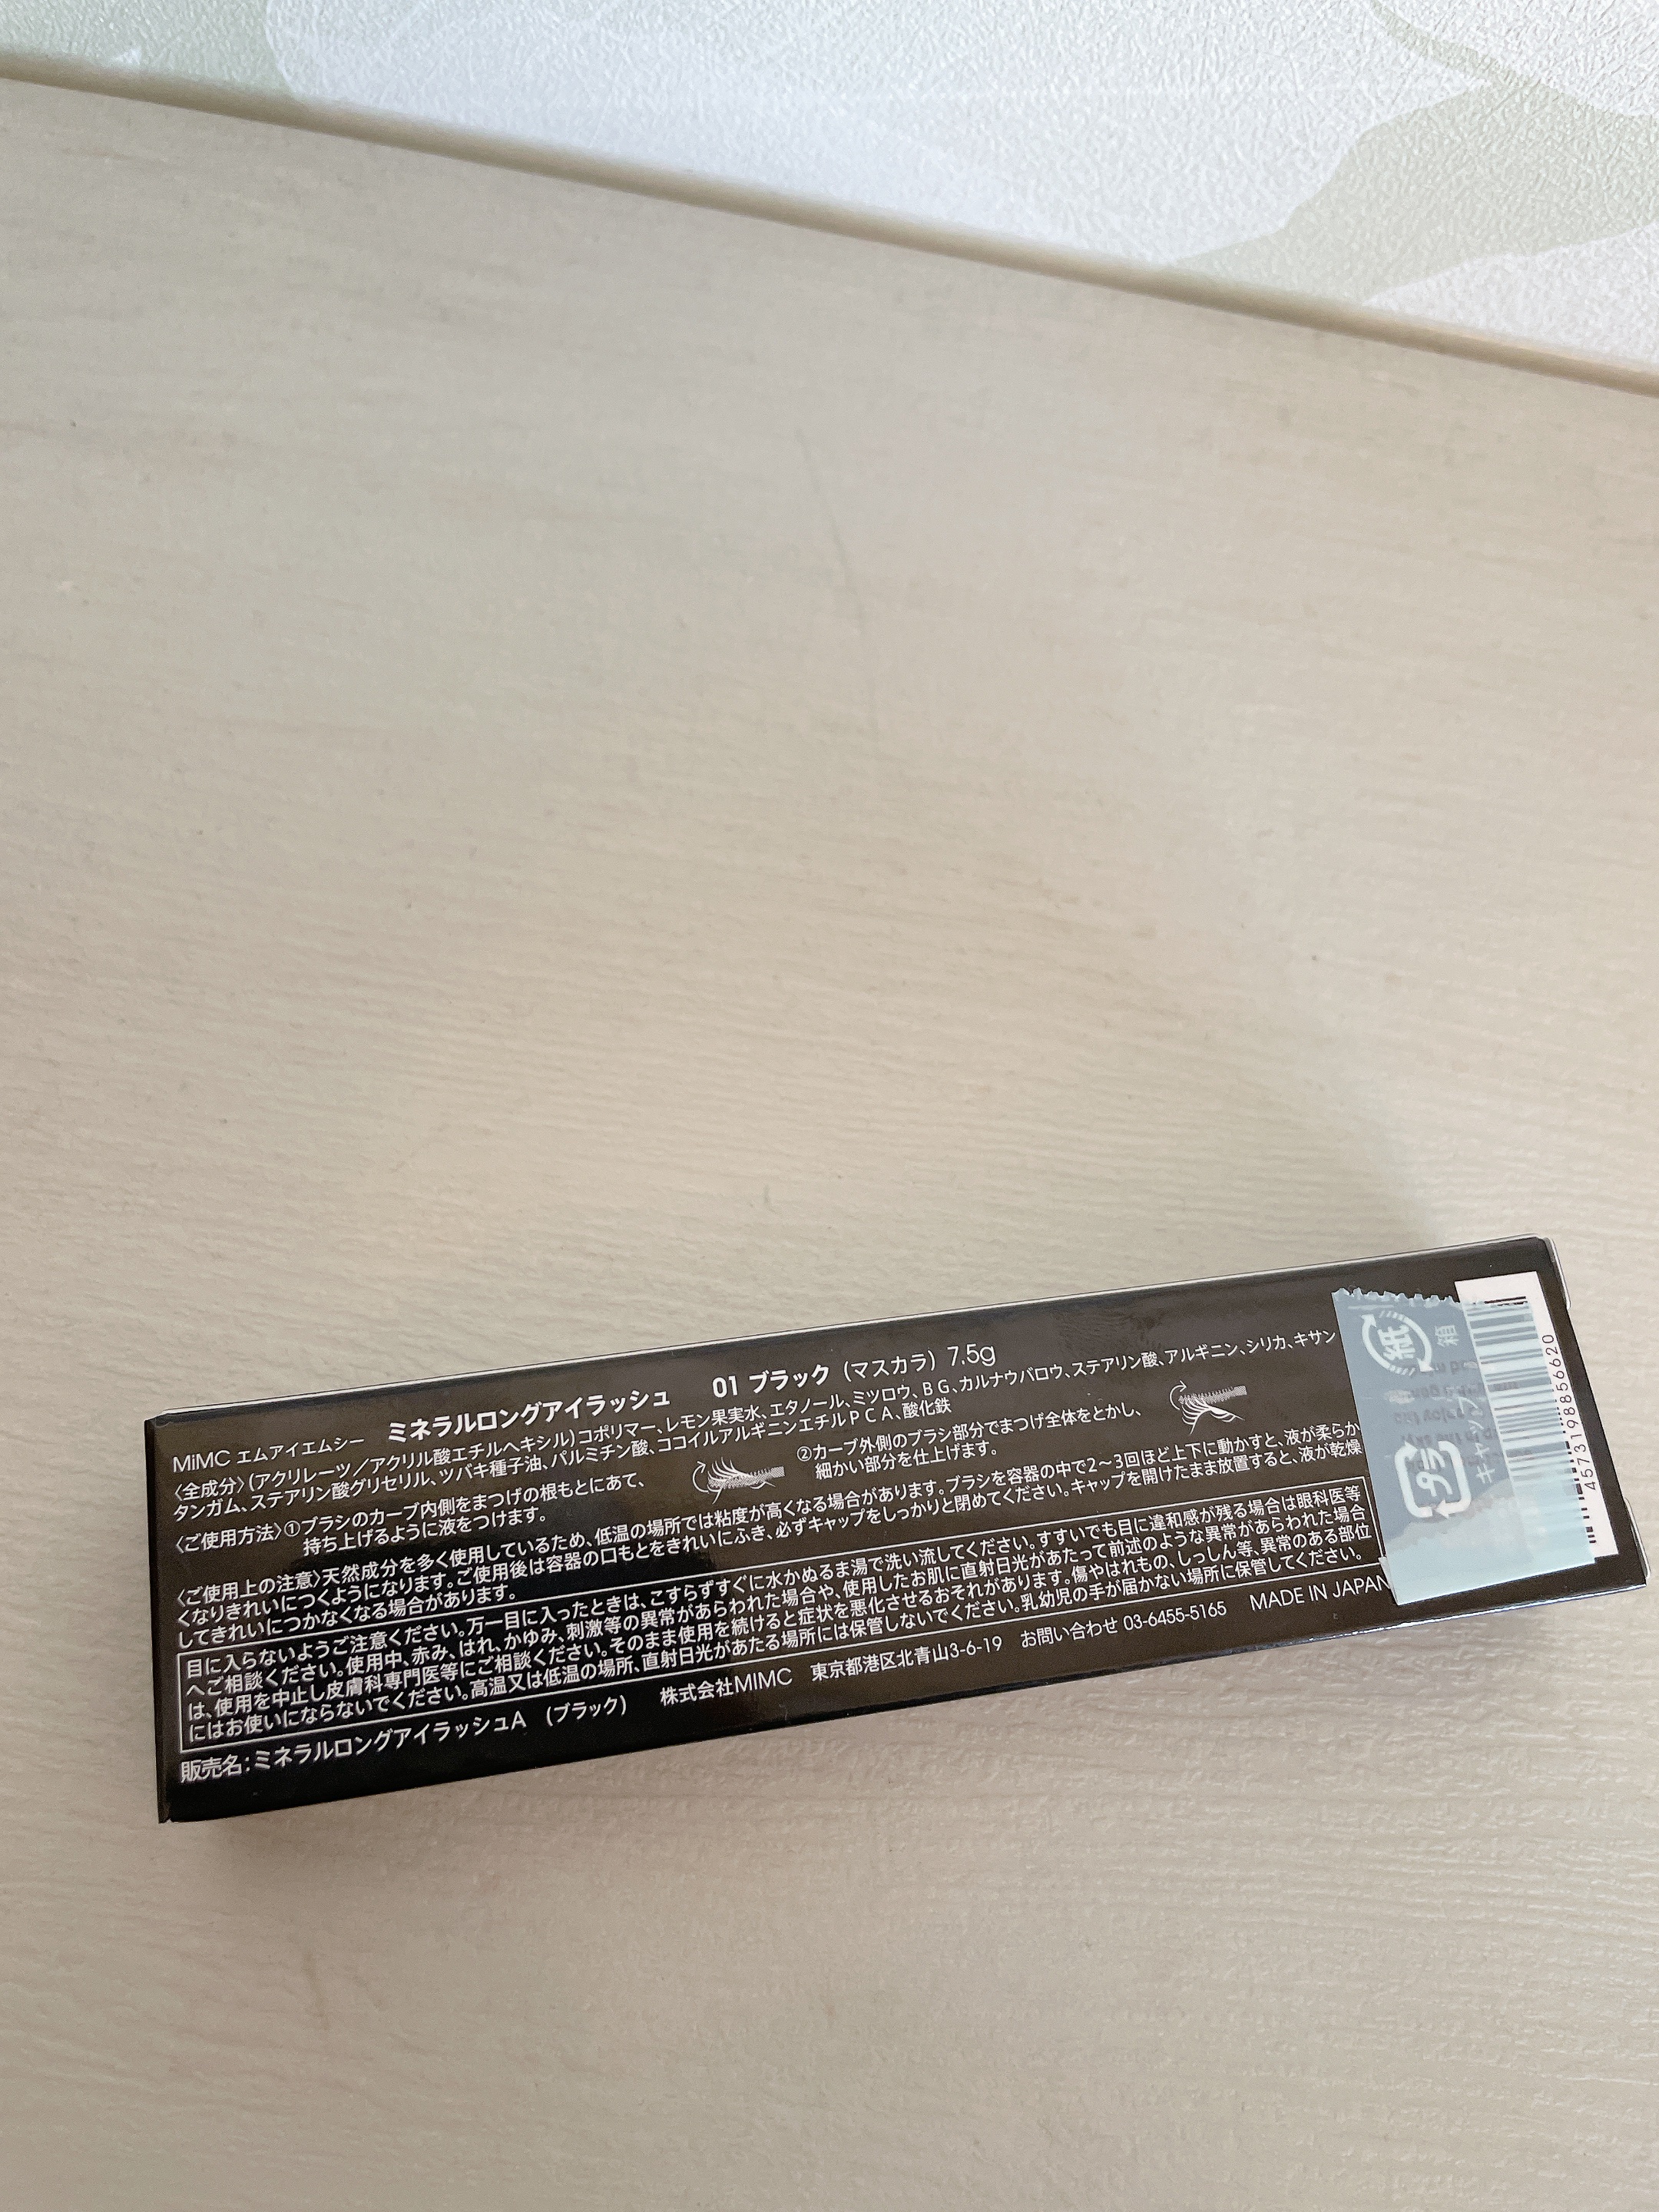 MiMC エムアイエムシー ミネラルロングアイラッシュ 01 ブラック (マスカラ) 7.5g
〈全成分〉(アクリレーツ／アクリル酸エチルヘキシル)コポリマー、レモン果実水、エタノール、ミツロウ、BG、カルナウバロウ、ステアリン酸、アルギニン、シリカ、キサン
タンガム、ステアリン酸グリセリル、ツバキ種子油、パルミチン酸、ココイルアルギニンエチルPCA、酸化鉄
〈ご使用方法〉①ブラシのカーブ内側をまつげの根もとにあて、
持ち上げるように液をつけます。
②カーブ外側のブラシ部分でまつげ全体をとかし、
細かい部分を仕上げます。
〈ご使用上の注意〉天然成分を多く使用しているため、低温の場所では粘度が高くなる場合があります。ブラシを容器の中で2～3回ほど上下に動かすと、液が柔らか
くなりきれいにつくようになります。ご使用後は容器の口もとをきれいにふき、必ずキャップをしっかりと閉めてください。キャップを開けたまま放置すると、液が乾燥
してきれいにつかなくなる場合があります。
目に入らないようご注意ください。万一目に入ったときは、こすらずすぐに水かぬるま湯で洗い流してください。すすいでも目に違和感が残る場合は眼科医等
へご相談ください。使用中、赤み、はれ、かゆみ、刺激等の異常があらわれた場合や、使用したお肌に直射日光があたって前述のような異常があらわれた場合
は、使用を中止し皮膚科専門医等にご相談ください。そのまま使用を続けると症状を悪化させるおそれがあります。傷やはれもの、しっしん等、異常のある部位
にはお使いにならないでください。高温又は低温の場所、直射日光があたる場所には保管しないでください。乳幼児の手が届かない場所に保管してください。
販売名：ミネラルロングアイラッシュA (ブラック) 株式会社MIMC 東京都港区北青山3-6-19 お問い合わせ 03-6455-5165 MADE IN JAPAN
紙
箱
プラ
キャップ
4573198856620